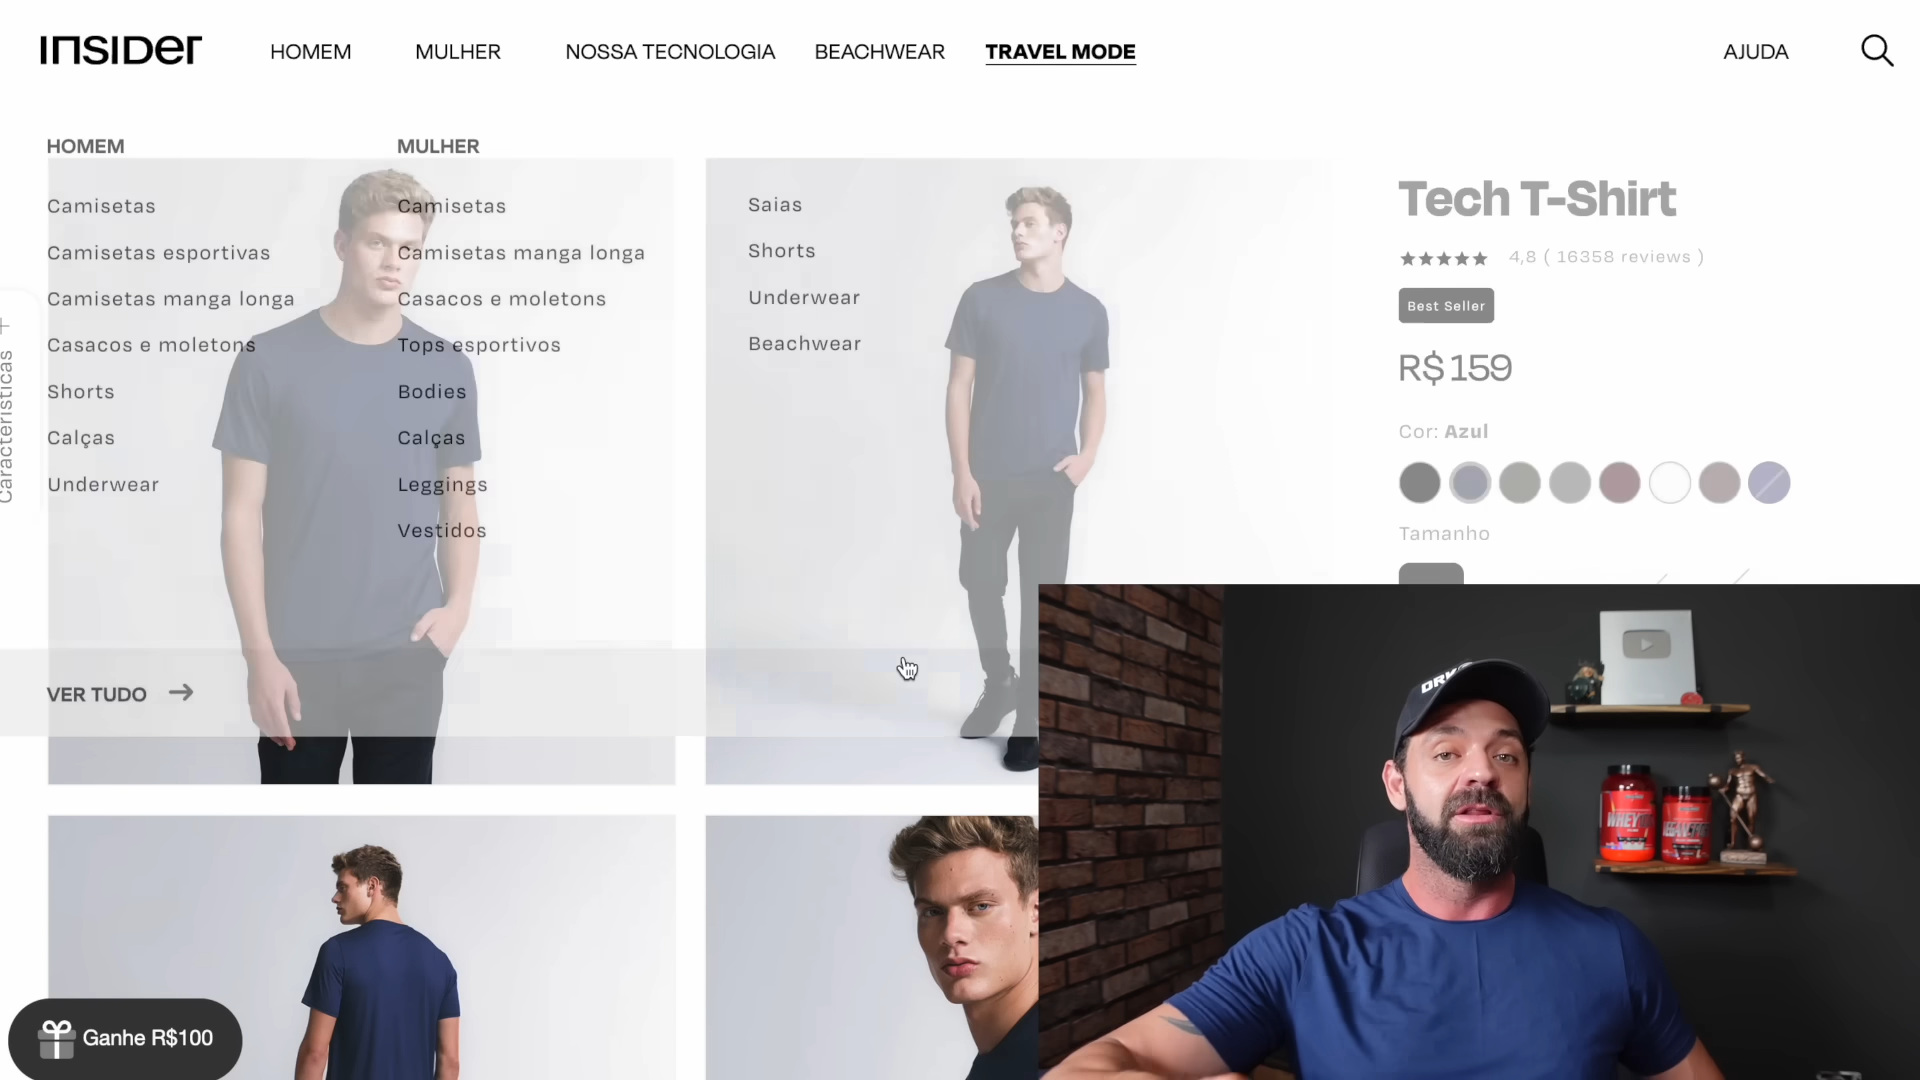 INSIDER
HOMEM
MULHER
NOSSA TECNOLOGIA
BEACHWEAR
TRAVEL MODE
AJUDA
HOMEM
Camisetas
Camisetas esportivas
Camisetas manga longa
Casacos e moletons
Shorts
Calças
Underwear
MULHER
Camisetas
Camisetas manga longa
Casacos e moletons
Tops esportivos
Bodies
Calças
Leggings
Vestidos
Saias
Shorts
Underwear
Beachwear
VER TUDO
Características +
Tech T-Shirt
4,8 ( 16358 reviews )
Best Seller
R$159
Cor: Azul
Tamanho
Ganhe R$100